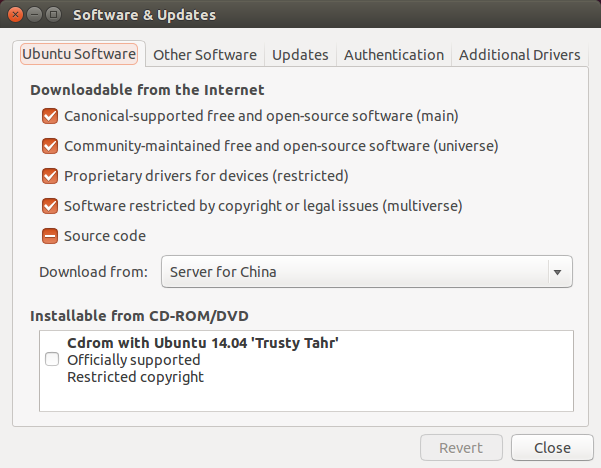 Software & Updates
Ubuntu Software Other Software Updates Authentication Additional Drivers
Downloadable from the Internet
Canonical-supported free and open-source software (main)
Community-maintained free and open-source software (universe)
Proprietary drivers for devices (restricted)
Software restricted by copyright or legal issues (multiverse)
Source code
Download from: Server for China
Installable from CD-ROM/DVD
Cdrom with Ubuntu 14.04 'Trusty Tahr'
Officially supported
Restricted copyright
Revert Close